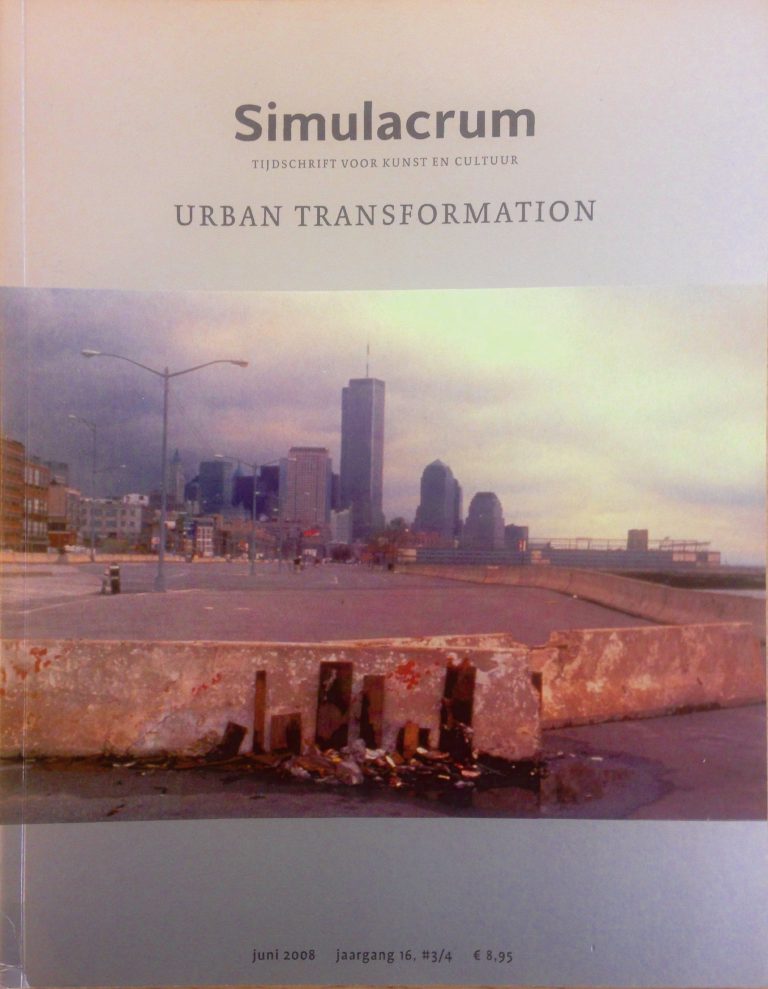 Simulacrum
TIJDSCHRIFT VOOR KUNST EN CULTUUR
URBAN TRANSFORMATION
juni 2008 jaargang 16, #3/4 € 8,95